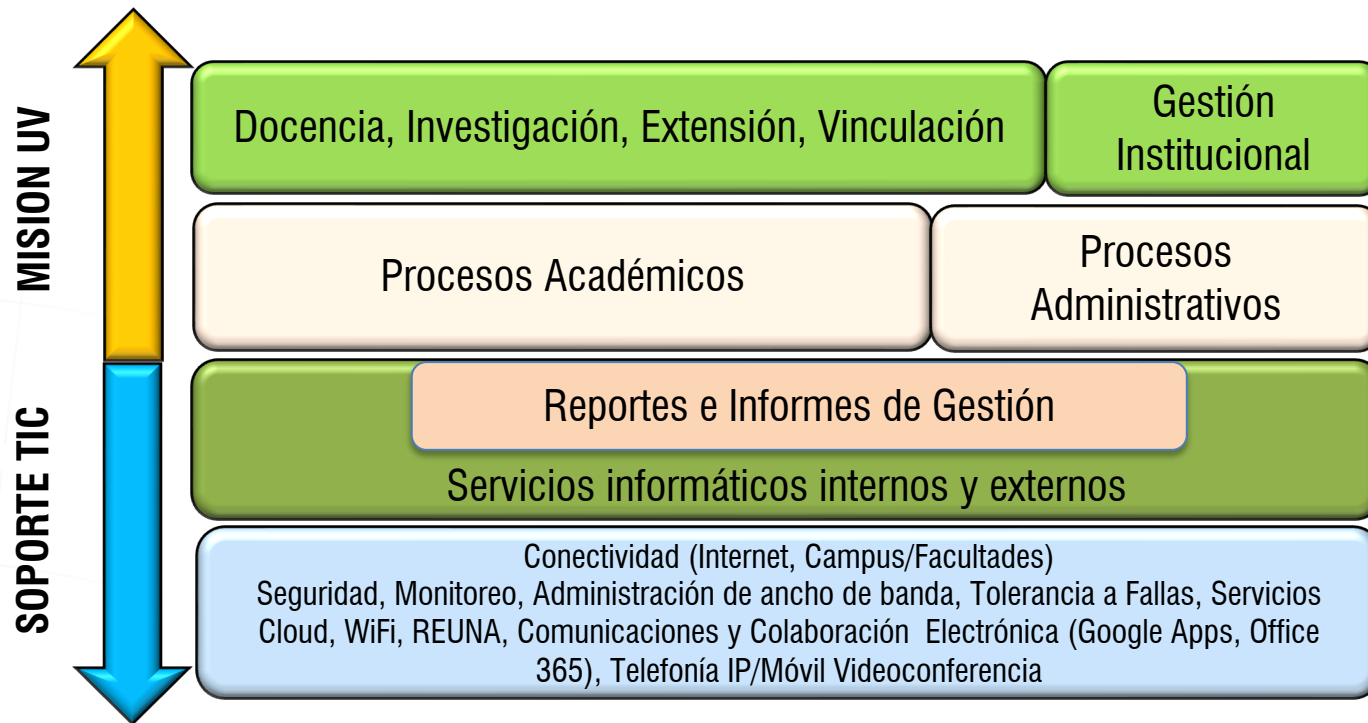 MISION UV
Docencia, Investigación, Extensión, Vinculación
Gestión
Institucional
Procesos Académicos
Procesos
Administrativos
SOPORTE TIC
Reportes e Informes de Gestión
Servicios informáticos internos y externos
Conectividad (Internet, Campus/Facultades)
Seguridad, Monitoreo, Administración de ancho de banda, Tolerancia a Fallas, Servicios
Cloud, WiFi, REUNA, Comunicaciones y Colaboración Electrónica (Google Apps, Office
365), Telefonía IP/Móvil Videoconferencia